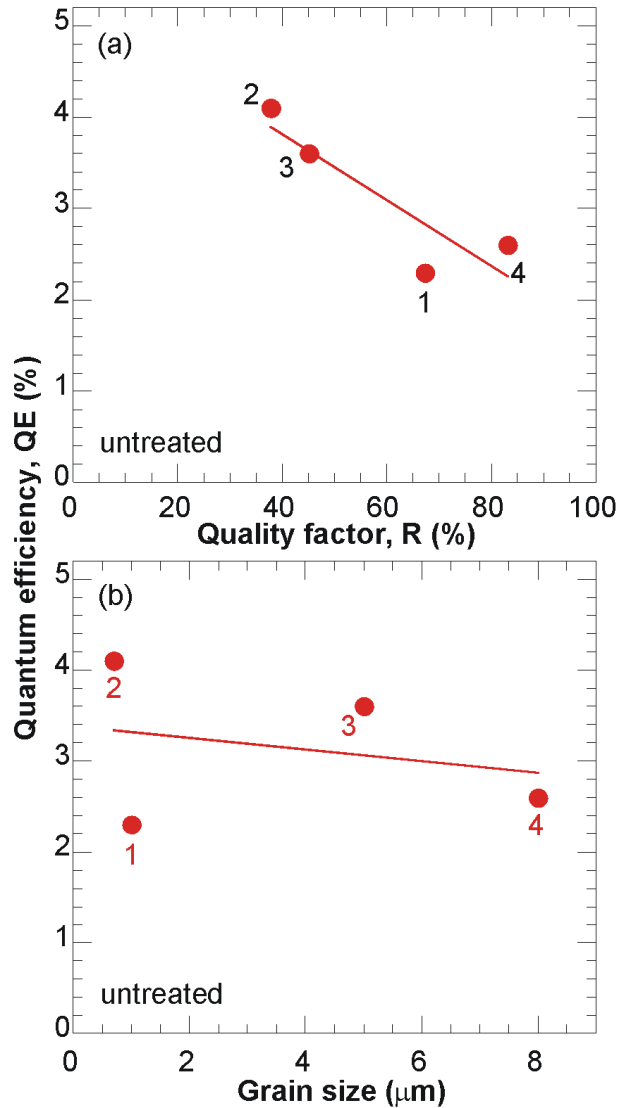 Quantum efficiency, QE (%)
(a)
5
4
3
2
1
0
2
3
1
4
untreated
0 20 40 60 80 100
Quality factor, R (%)
(b)
5
4
3
2
1
0
2
3
1
4
untreated
0 2 4 6 8
Grain size (μm)